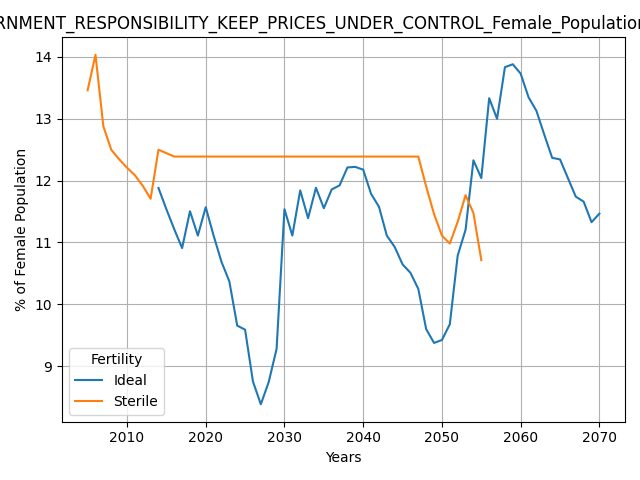 RNMENT_RESPONSIBILITY_KEEP_PRICES_UNDER_CONTROL_Female_Population
14
13
12
11
10
9
% of Female Population
Fertility
Ideal
Sterile
2010 2020 2030 2040 2050 2060 2070
Years